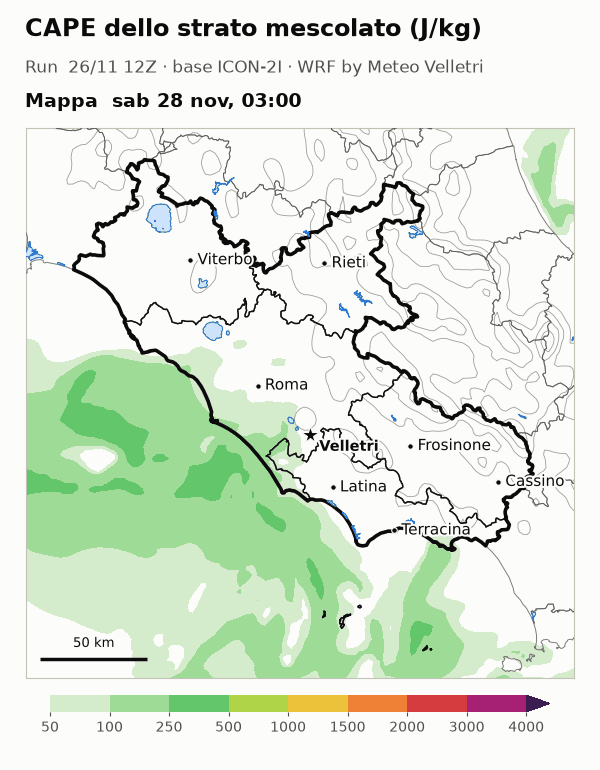 CAPE dello strato mescolato (J/kg)
Run  26/11 12Z · base ICON-2I · WRF by Meteo Velletri
Mappa  sab 28 nov, 03:00
Viterbo
Rieti
Roma
Velletri
Frosinone
Latina
Cassino
Terracina
50 km
50 100 250 500 1000 1500 2000 3000 4000